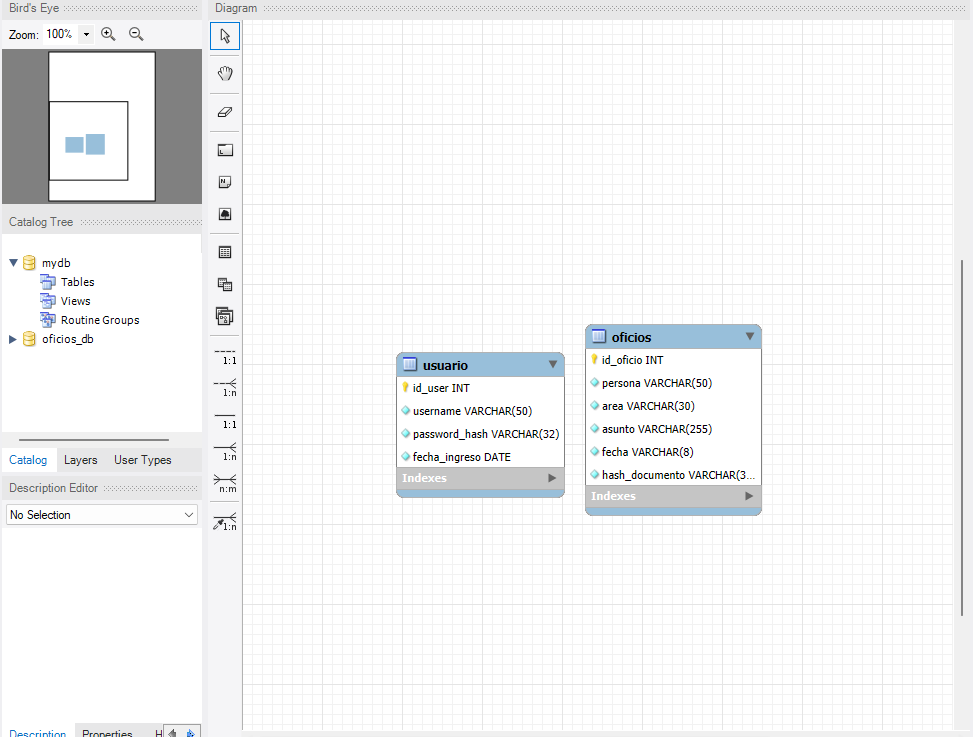 Bird's Eye
Zoom: 100%
Catalog Tree
mydb
Tables
Views
Routine Groups
oficios_db
Catalog Layers User Types
Description Editor
No Selection
Description Properties H
Diagram
1:1
1:n
1:1
1:n
n:m
1:n
usuario
id_user INT
username VARCHAR(50)
password_hash VARCHAR(32)
fecha_ingreso DATE
Indexes
oficios
id_oficio INT
persona VARCHAR(50)
area VARCHAR(30)
asunto VARCHAR(255)
fecha VARCHAR(8)
hash_documento VARCHAR(3...
Indexes